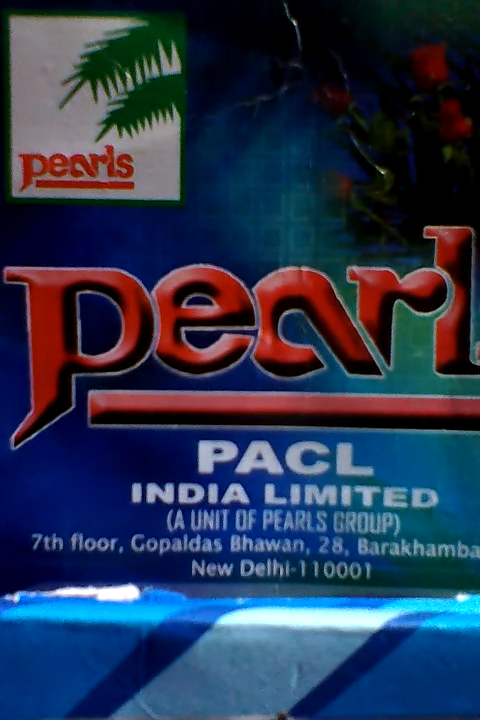 pearls
pearl
PACL
INDIA LIMITED
(A UNIT OF PEARLS GROUP)
7th floor, Gopaldas Bhawan, 28, Barakhamba
New Delhi-110001